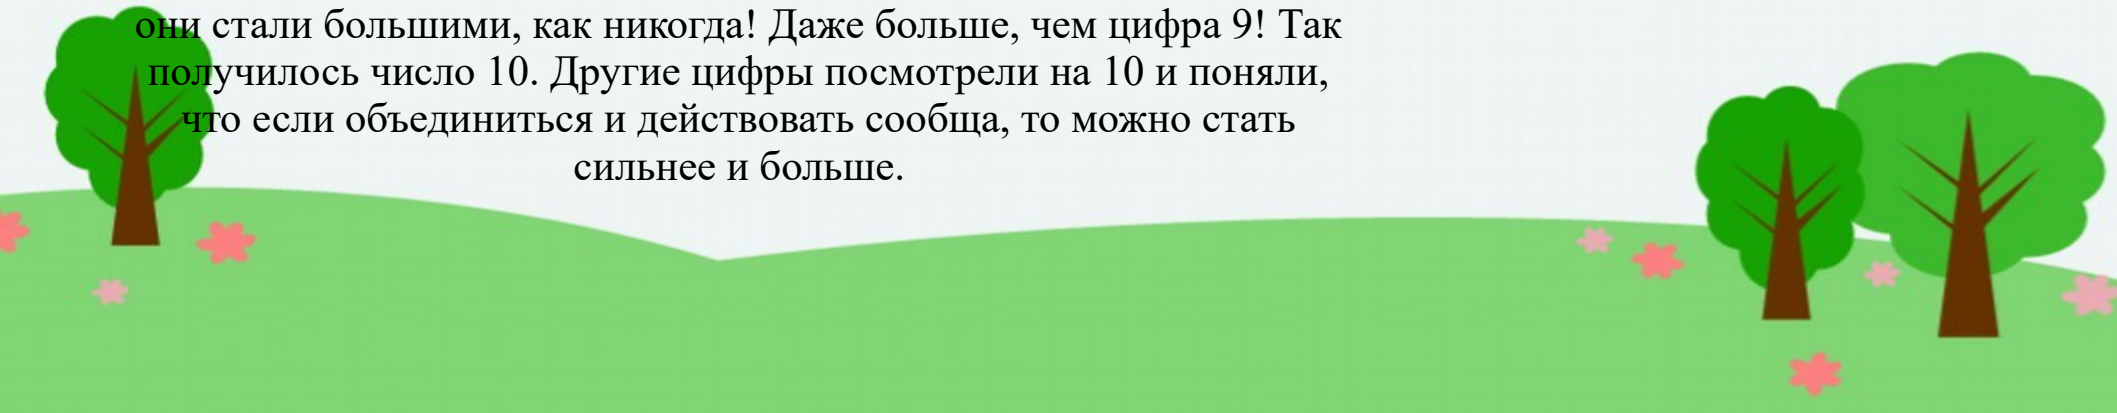 они стали большими, как никогда! Даже больше, чем цифра 9! Так
получилось число 10. Другие цифры посмотрели на 10 и поняли,
что если объединиться и действовать сообща, то можно стать
сильнее и больше.